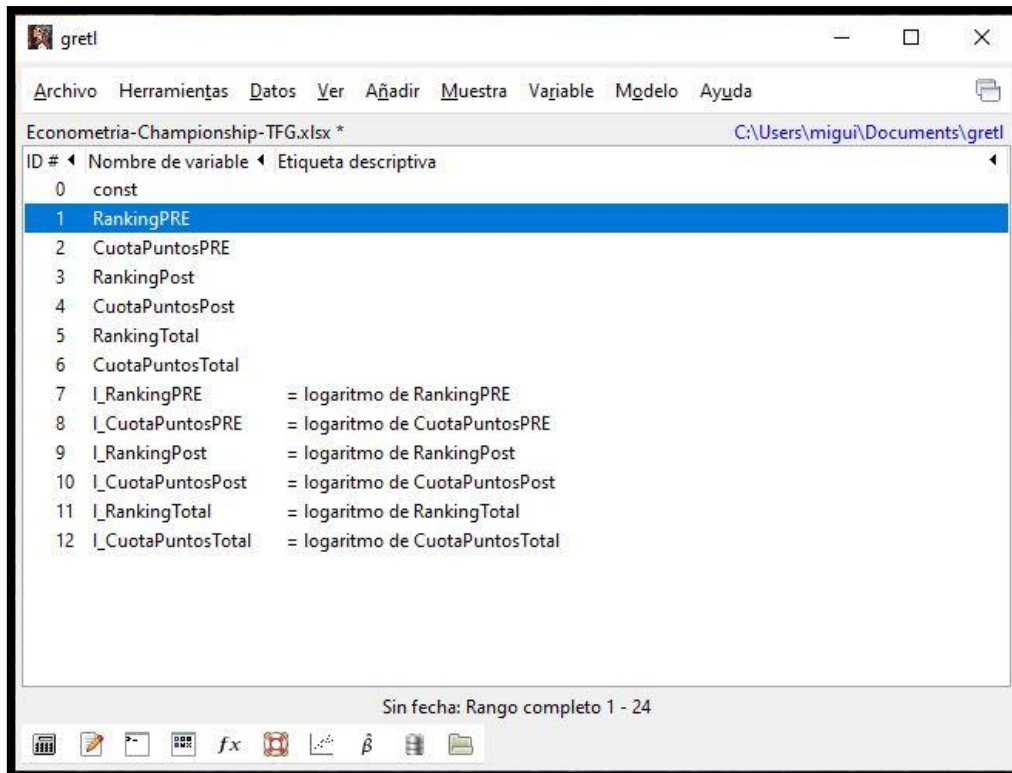 gretl
Archivo Herramientas Datos Ver Añadir Muestra Variable Modelo Ayuda
Econometria-Championship-TFG.xlsx * C:\Users\migui\Documents\gretl
ID # Nombre de variable Etiqueta descriptiva
0 const
1 RankingPRE
2 CuotaPuntosPRE
3 RankingPost
4 CuotaPuntosPost
5 RankingTotal
6 CuotaPuntosTotal
7 l_RankingPRE = logaritmo de RankingPRE
8 l_CuotaPuntosPRE = logaritmo de CuotaPuntosPRE
9 l_RankingPost = logaritmo de RankingPost
10 l_CuotaPuntosPost = logaritmo de CuotaPuntosPost
11 l_RankingTotal = logaritmo de RankingTotal
12 l_CuotaPuntosTotal = logaritmo de CuotaPuntosTotal
Sin fecha: Rango completo 1 - 24
fx β̂